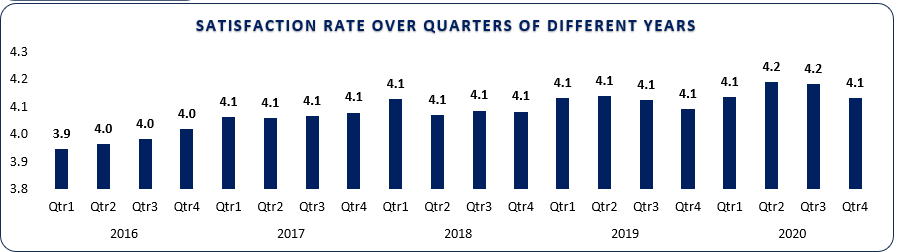 SATISFACTION RATE OVER QUARTERS OF DIFFERENT YEARS
4.3
4.2
4.1
4.0
3.9
3.8
3.9 4.0 4.0 4.0 4.1 4.1 4.1 4.1 4.1 4.1 4.1 4.1 4.1 4.1 4.1 4.1 4.1 4.2 4.2 4.1
Qtr1 Qtr2 Qtr3 Qtr4 Qtr1 Qtr2 Qtr3 Qtr4 Qtr1 Qtr2 Qtr3 Qtr4 Qtr1 Qtr2 Qtr3 Qtr4 Qtr1 Qtr2 Qtr3 Qtr4
2016 2017 2018 2019 2020